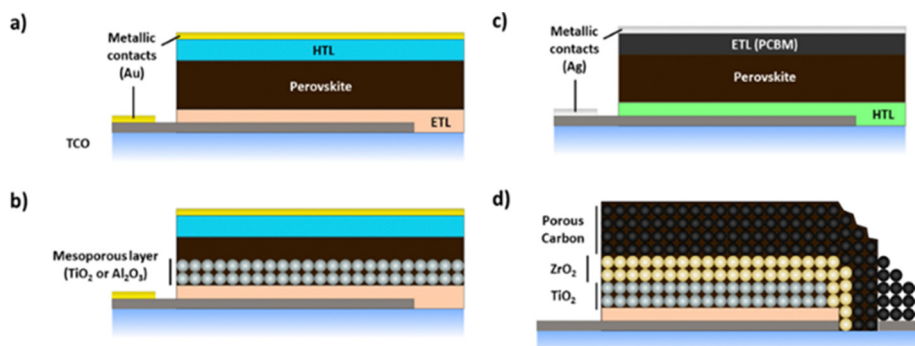 a)
Metallic
contacts
(Au)
HTL
Perovskite
ETL
TCO
b)
Mesoporous layer
(TiO₂ or Al₂O₃)
c)
Metallic
contacts
(Ag)
ETL (PCBM)
Perovskite
HTL
d)
Porous
Carbon
ZrO₂
TiO₂